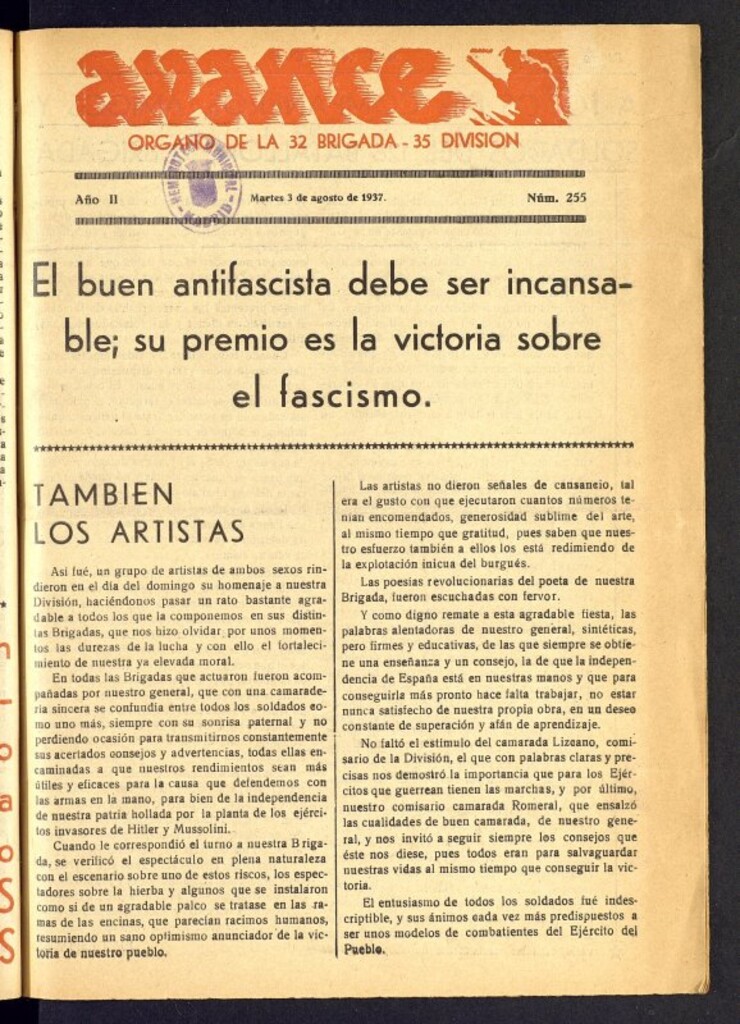 avance
ORGANO DE LA 32 BRIGADA - 35 DIVISION
HEMEROTECA MUNICIPAL
MADRID
Año II
Martes 3 de agosto de 1937.
Núm. 255
El buen antifascista debe ser incansa-
ble; su premio es la victoria sobre
el fascismo.
TAMBIEN
LOS ARTISTAS
Así fué, un grupo de artistas de ambos sexos rin-
dieron en el día del domingo su homenaje a nuestra
División, haciéndonos pasar un rato bastante agra-
dable a todos los que la componemos en sus distin-
tas Brigadas, que nos hizo olvidar por unos momen-
tos las durezas de la lucha y con ello el fortaleci-
miento de nuestra ya elevada moral.
En todas las Brigadas que actuaron fueron acom-
pañadas por nuestro general, que con una camarade-
ría sincera se confundía entre todos los soldados co-
mo uno más, siempre con su sonrisa paternal y no
perdiendo ocasión para transmitirnos constantemente
sus acertados consejos y advertencias, todas ellas en-
caminadas a que nuestros rendimientos sean más
útiles y eficaces para la causa que defendemos con
las armas en la mano, para bien de la independencia
de nuestra patria hollada por la planta de los ejérci-
tos invasores de Hitler y Mussolini.
Cuando le correspondió el turno a nuestra Briga-
da, se verificó el espectáculo en plena naturaleza
con el escenario sobre uno de estos riscos, los espec-
tadores sobre la hierba y algunos que se instalaron
como si de un agradable palco se tratase en las ra-
mas de las encinas, que parecían racimos humanos,
resumiendo un sano optimismo anunciador de la vic-
toria de nuestro pueblo.
Las artistas no dieron señales de cansancio, tal
era el gusto con que ejecutaron cuantos números te-
nían encomendados, generosidad sublime del arte,
al mismo tiempo que gratitud, pues saben que nues-
tro esfuerzo también a ellos los está redimiendo de
la explotación inicua del burgués.
Las poesías revolucionarias del poeta de nuestra
Brigada, fueron escuchadas con fervor.
Y como digno remate a esta agradable fiesta, las
palabras alentadoras de nuestro general, sintéticas,
pero firmes y educativas, de las que siempre se obtie-
ne una enseñanza y un consejo, la de que la indepen-
dencia de España está en nuestras manos y que para
conseguirla más pronto hace falta trabajar, no estar
nunca satisfecho de nuestra propia obra, en un deseo
constante de superación y afán de aprendizaje.
No faltó el estímulo del camarada Lizcano, comi-
sario de la División, el que con palabras claras y pre-
cisas nos demostró la importancia que para los Ejér-
citos que guerrean tienen las marchas, y por último,
nuestro comisario camarada Romeral, que ensalzó
las cualidades de buen camarada, de nuestro gene-
ral, y nos invitó a seguir siempre los consejos que
éste nos diese, pues todos eran para salvaguardar
nuestras vidas al mismo tiempo que conseguir la vic-
toria.
El entusiasmo de todos los soldados fué indes-
criptible, y sus ánimos cada vez más predispuestos a
ser unos modelos de combatientes del Ejército del
Pueblo.